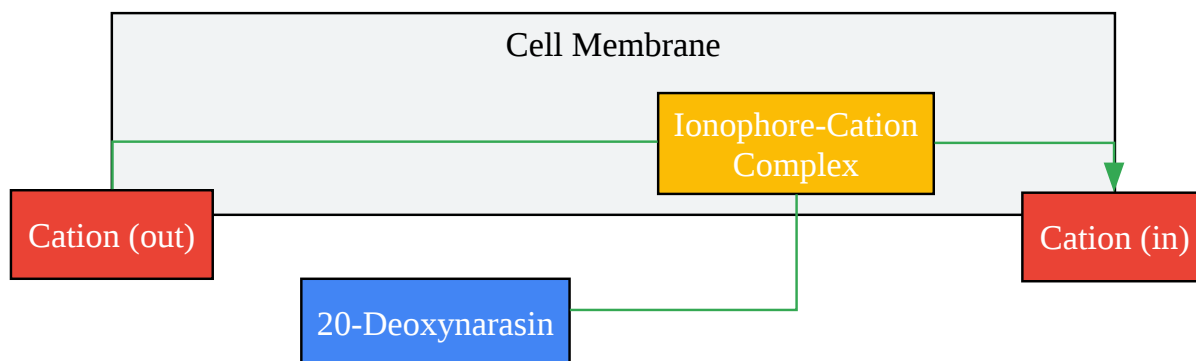 Cell Membrane
Ionophore-Cation
Complex
Cation (out)
Cation (in)
20-Deoxynarasin